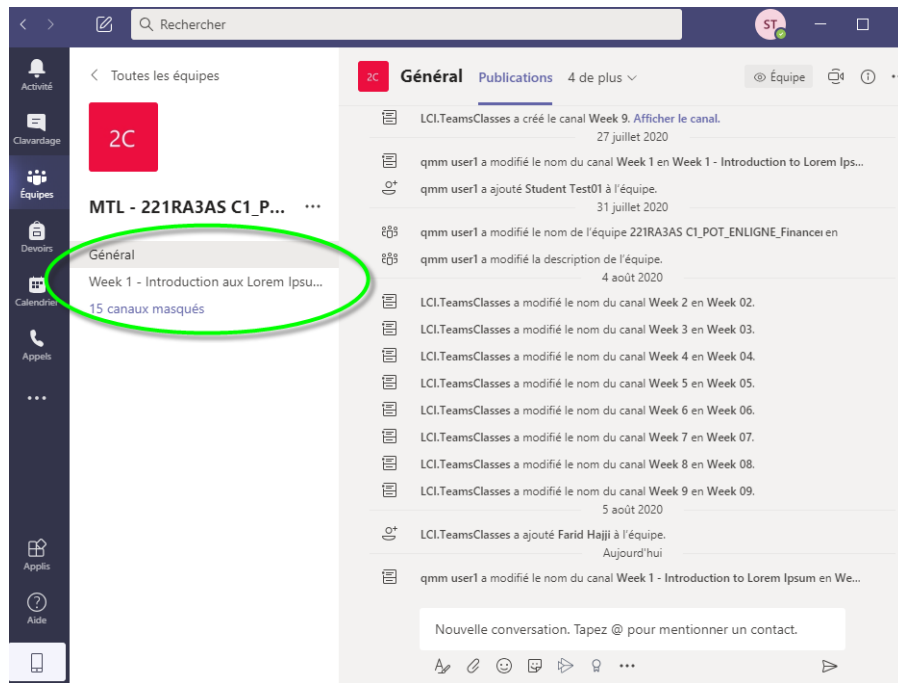 Rechercher
ST
Activité
Clavardage
Équipes
Devoirs
Calendrier
Appels
Applis
Aide
Toutes les équipes
2C
MTL - 221RA3AS C1_P... ...
Général
Week 1 - Introduction aux Lorem Ipsu...
15 canaux masqués
2C Général Publications 4 de plus Équipe
LCI.TeamsClasses a créé le canal Week 9. Afficher le canal.
27 juillet 2020
qmm user1 a modifié le nom du canal Week 1 en Week 1 - Introduction to Lorem Ips...
qmm user1 a ajouté Student Test01 à l'équipe.
31 juillet 2020
qmm user1 a modifié le nom de l'équipe 221RA3AS C1_POT_ENLIGNE_Financer en
qmm user1 a modifié la description de l'équipe.
4 août 2020
LCI.TeamsClasses a modifié le nom du canal Week 2 en Week 02.
LCI.TeamsClasses a modifié le nom du canal Week 3 en Week 03.
LCI.TeamsClasses a modifié le nom du canal Week 4 en Week 04.
LCI.TeamsClasses a modifié le nom du canal Week 5 en Week 05.
LCI.TeamsClasses a modifié le nom du canal Week 6 en Week 06.
LCI.TeamsClasses a modifié le nom du canal Week 7 en Week 07.
LCI.TeamsClasses a modifié le nom du canal Week 8 en Week 08.
LCI.TeamsClasses a modifié le nom du canal Week 9 en Week 09.
5 août 2020
LCI.TeamsClasses a ajouté Farid Hajji à l'équipe.
Aujourd'hui
qmm user1 a modifié le nom du canal Week 1 - Introduction to Lorem Ipsum en We...
Nouvelle conversation. Tapez @ pour mentionner un contact.